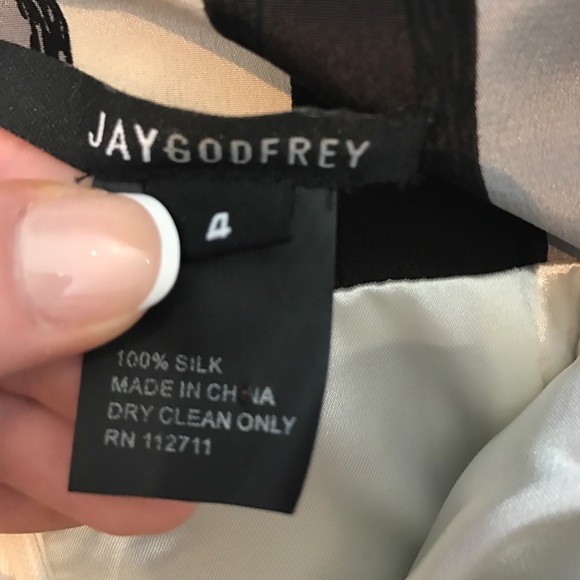 JAYGODFREY
4
100% SILK
MADE IN CHINA
DRY CLEAN ONLY
RN 112711